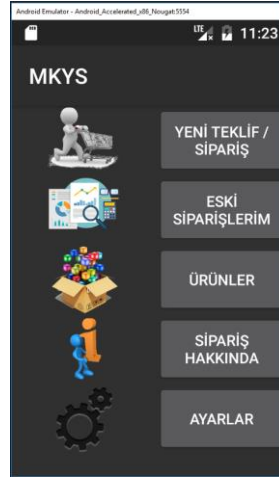 Android Emulator - Android_Accelerated_x86_Nougat:5554
LTE 11:23
MKYS
YENİ TEKLİF /
SİPARİŞ
ESKİ
SİPARİŞLERİM
ÜRÜNLER
SİPARİŞ
HAKKINDA
AYARLAR